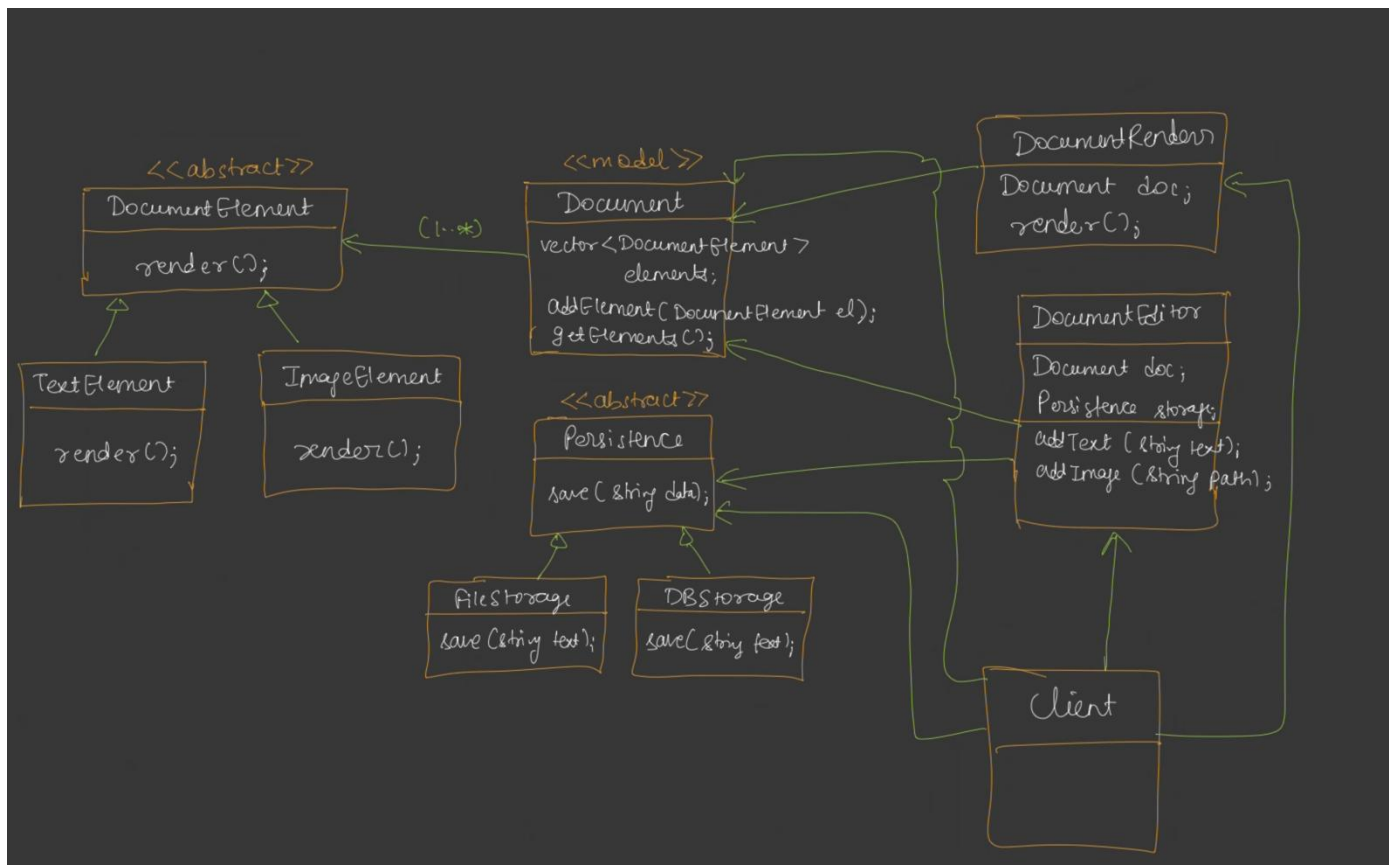 <<abstract>>
DocumentElement
render();
TextElement
render();
ImageElement
render();
(1..*)
<<model>>
Document
vector<DocumentElement>
elements;
addElement(DocumentElement el);
getElements();
<<abstract>>
Persistence
save(string data);
FileStorage
save(string text);
DBStorage
save(string text);
DocumentRenders
Document doc;
render();
DocumentEditor
Document doc;
Persistence storage;
addText(string text);
addImage(string path);
Client